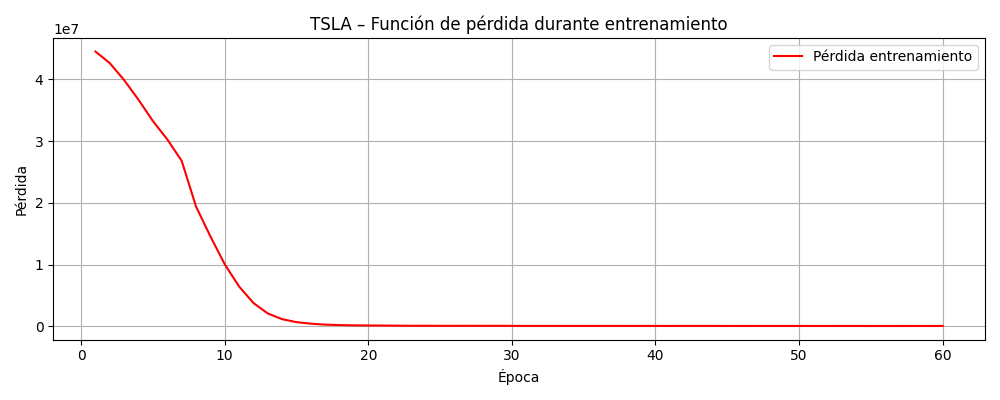 TSLA – Función de pérdida durante entrenamiento
1e7
Pérdida entrenamiento
4
3
2
1
0
Pérdida
0 10 20 30 40 50 60
Época